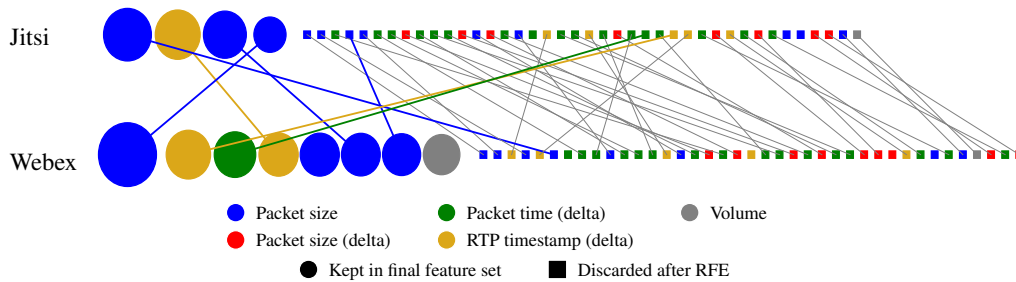 Jitsi
Webex
Packet size
Packet time (delta)
Volume
Packet size (delta)
RTP timestamp (delta)
Kept in final feature set
Discarded after RFE